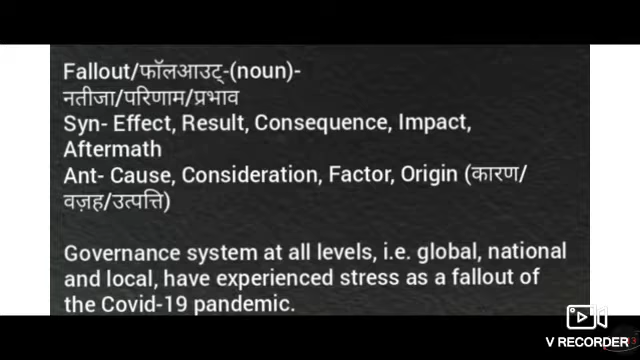 Fallout/फॉलआउट्-(noun)-
नतीजा/परिणाम/प्रभाव
Syn- Effect, Result, Consequence, Impact,
Aftermath
Ant- Cause, Consideration, Factor, Origin (कारण/
वज़ह/उत्पत्ति)
Governance system at all levels, i.e. global, national
and local, have experienced stress as a fallout of
the Covid-19 pandemic.
V RECORDER